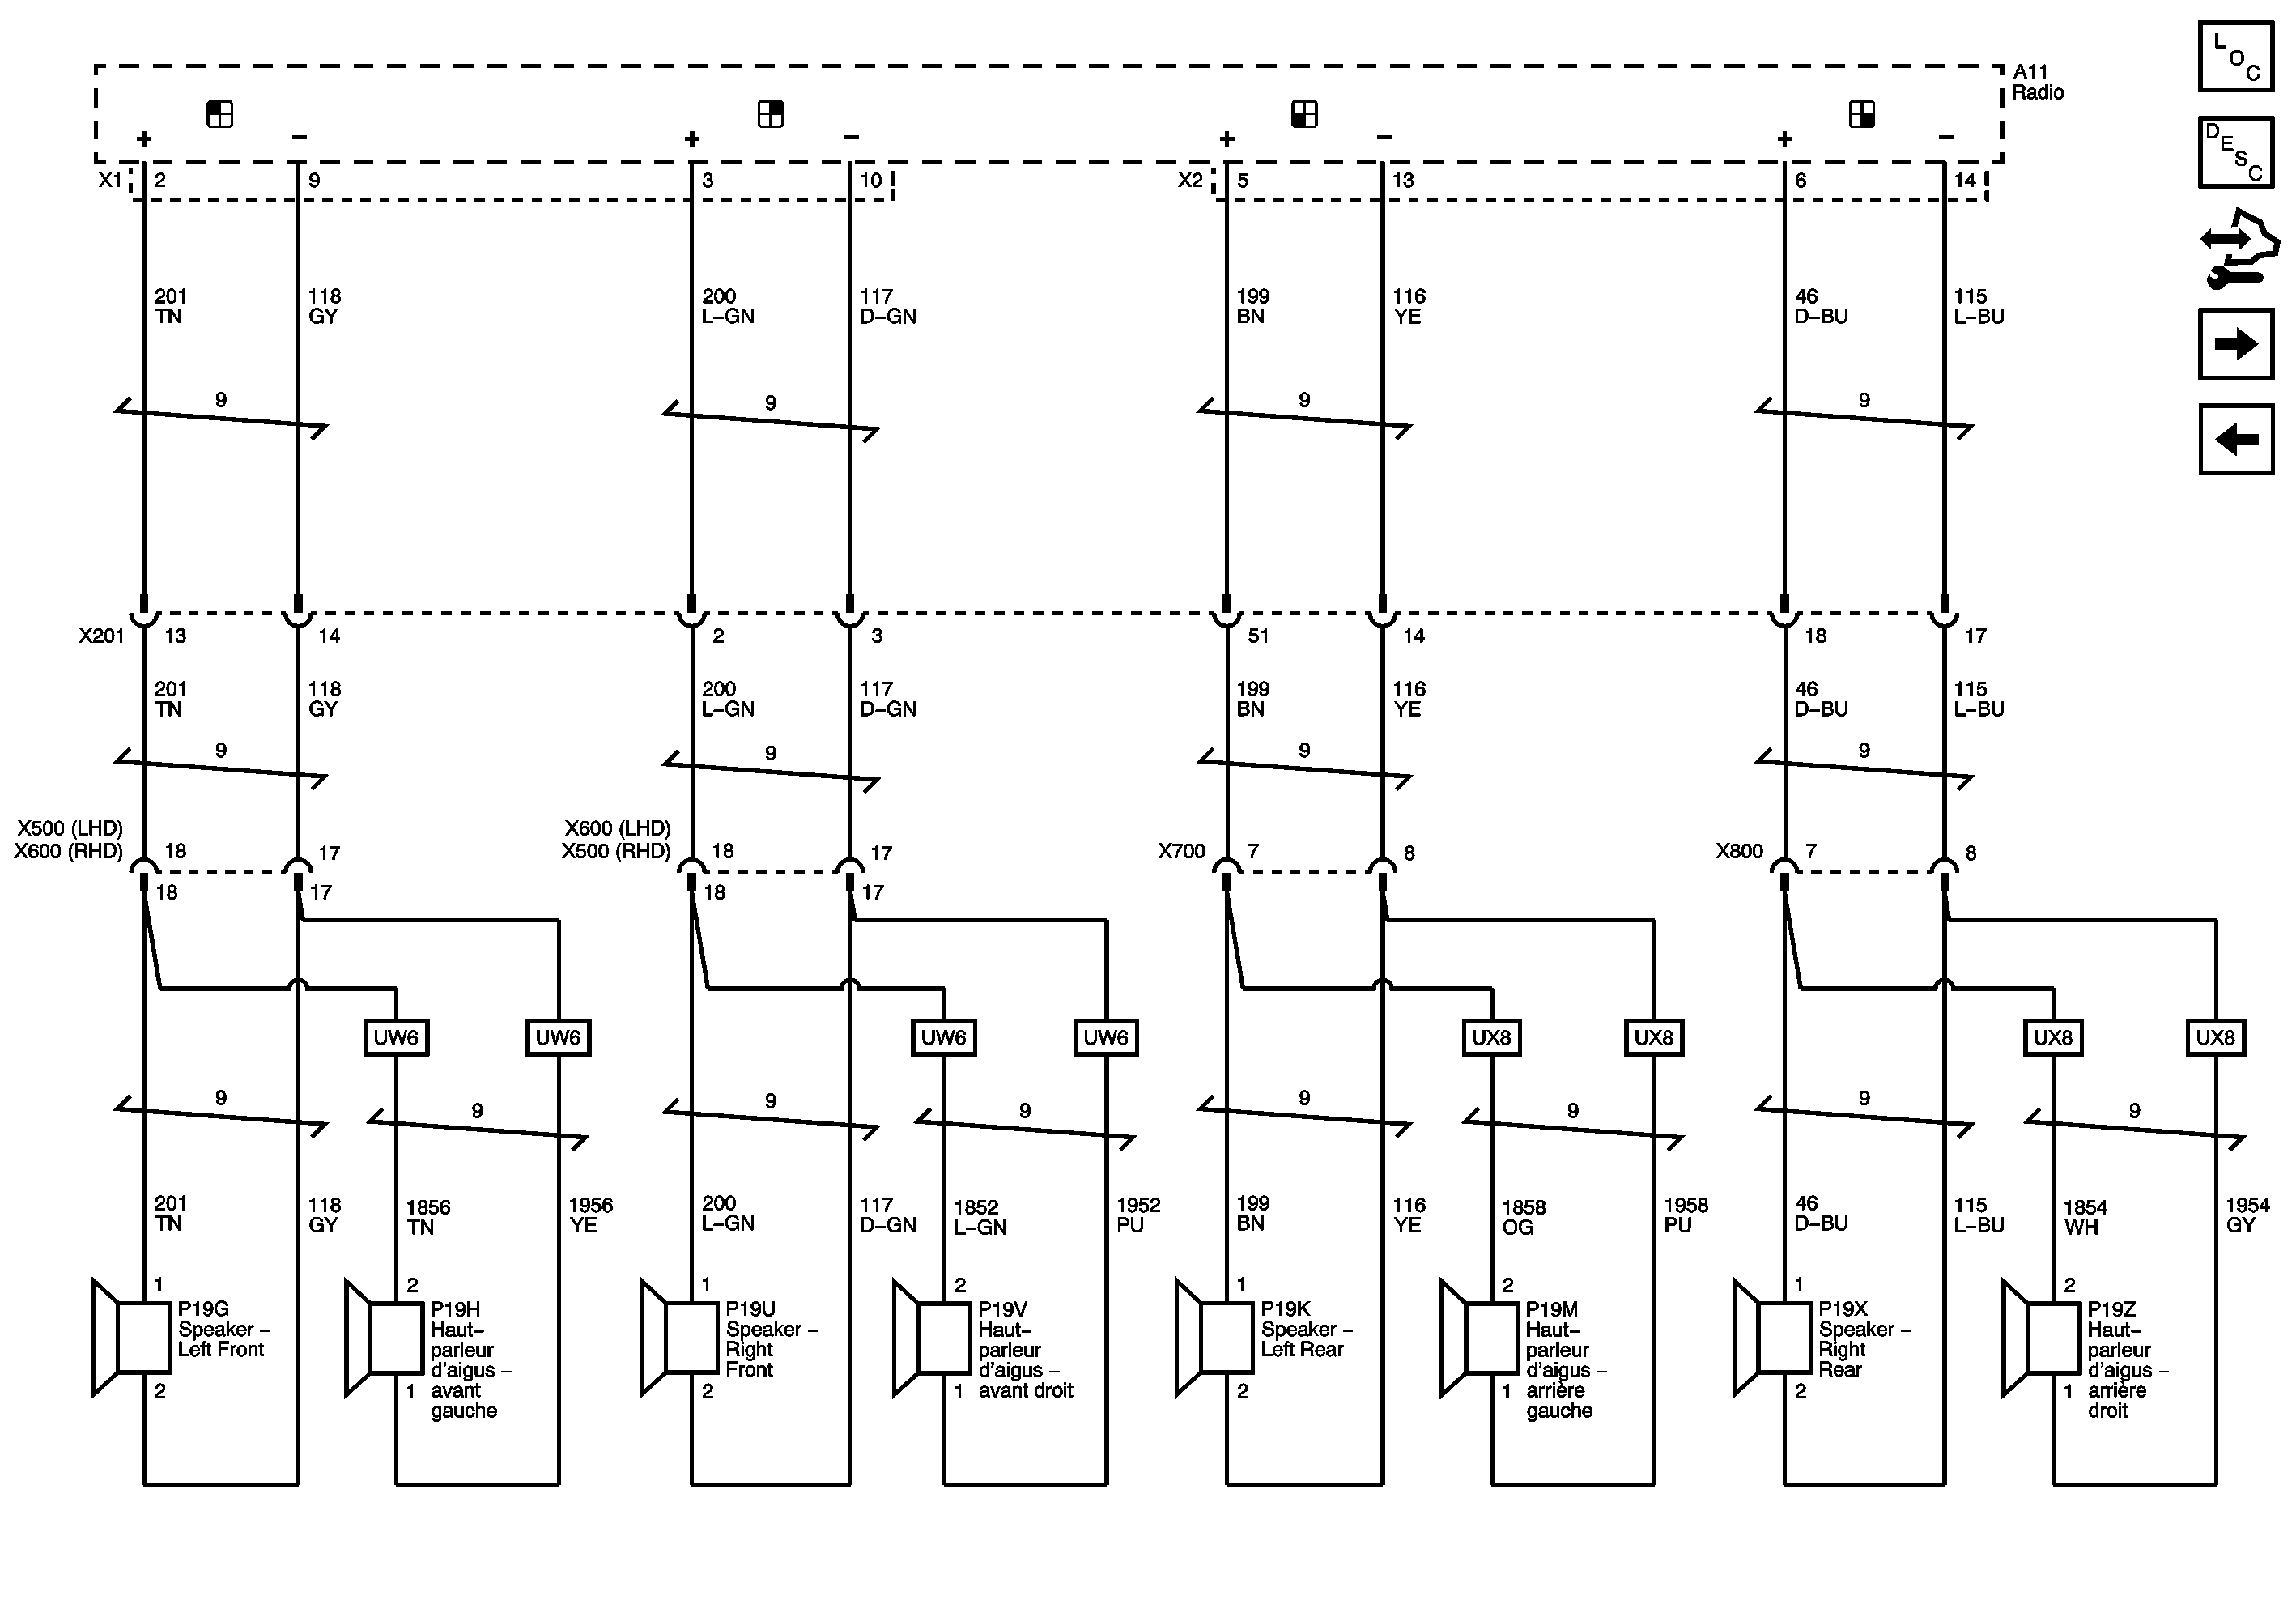 L
O
C
A11
Radio
D
E
S
C
+ − + − + − + −
X1 2 9 3 10 X2 5 13 6 14
201 118 200 117 199 116 46 115
TN GY L–GN D–GN BN YE D–BU L–BU
9 9 9 9
X201 13 14 2 3 51 14 18 17
201 118 200 117 199 116 46 115
TN GY L–GN D–GN BN YE D–BU L–BU
9 9 9 9
X500 (LHD) X600 (LHD)
X600 (RHD) 18 17 X500 (RHD) 18 17 X700 7 8 X800 7 8
18 17 18 17
UW6 UW6 UW6 UW6 UX8 UX8 UX8 UX8
9 9 9 9 9 9 9 9
201 118 1856 1956 200 117 1852 1952 199 116 1858 1958 46 115 1854 1954
TN GY TN YE L–GN D–GN L–GN PU BN YE OG PU D–BU L–BU WH GY
1 2 1 2 1 2 1 2
P19G
Speaker –
Left Front
P19H
Haut–
parleur
d'aigus –
avant
gauche
P19U
Speaker –
Right
Front
P19V
Haut–
parleur
d'aigus –
avant droit
P19K
Speaker –
Left Rear
P19M
Haut–
parleur
d'aigus –
arrière
gauche
P19X
Speaker –
Right
Rear
P19Z
Haut–
parleur
d'aigus –
arrière
droit
2 1 2 1 2 1 2 1